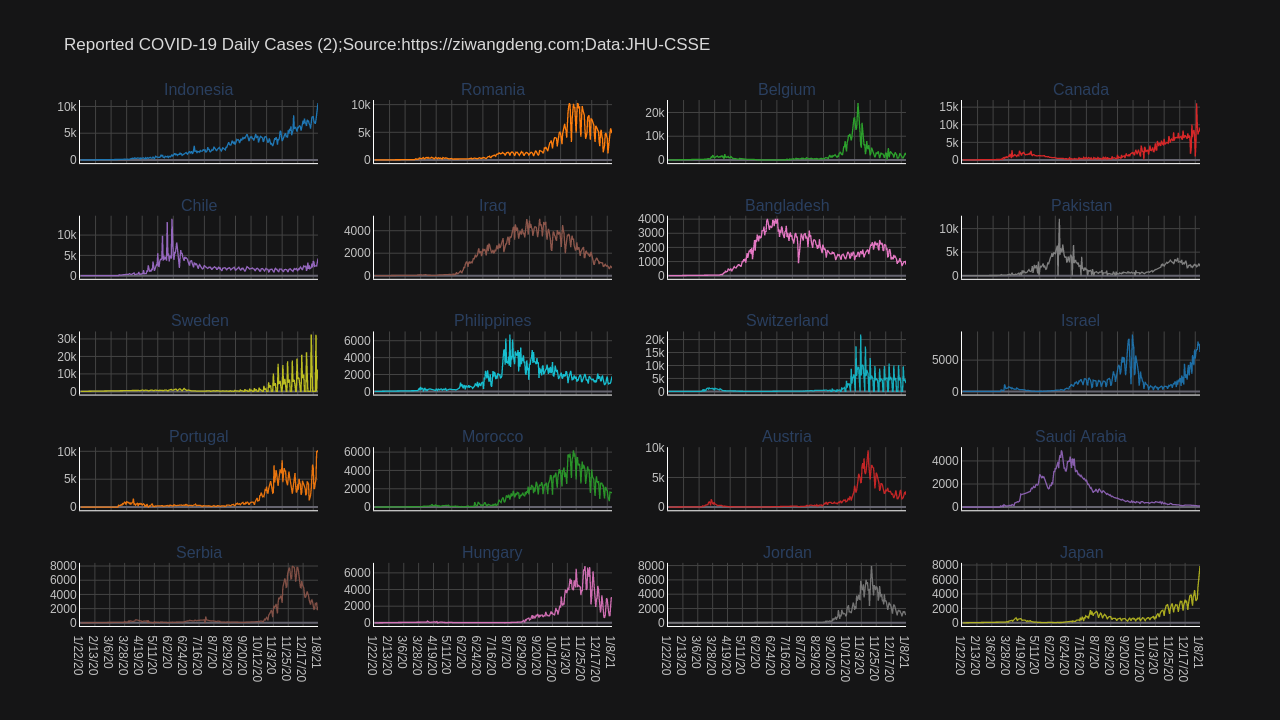 Reported COVID-19 Daily Cases (2);Source:https://ziwangdeng.com;Data:JHU-CSSE
Indonesia Romania Belgium Canada
10k 5k 0
10k 5k 0
20k 10k 0
15k 10k 5k 0
Chile Iraq Bangladesh Pakistan
10k 5k 0
4000 2000 0
4000 3000 2000 1000 0
10k 5k 0
Sweden Philippines Switzerland Israel
30k 20k 10k 0
6000 4000 2000 0
20k 15k 10k 5k 0
5000 0
Portugal Morocco Austria Saudi Arabia
10k 5k 0
6000 4000 2000 0
10k 5k 0
4000 2000 0
Serbia Hungary Jordan Japan
8000 6000 4000 2000 0
6000 4000 2000 0
8000 6000 4000 2000 0
8000 6000 4000 2000 0
1/22/20 2/13/20 3/6/20 3/28/20 4/19/20 5/11/20 6/2/20 6/24/20 7/16/20 8/7/20 8/29/20 9/20/20 10/12/20 11/3/20 11/25/20 12/17/20 1/8/21
1/22/20 2/13/20 3/6/20 3/28/20 4/19/20 5/11/20 6/2/20 6/24/20 7/16/20 8/7/20 8/29/20 9/20/20 10/12/20 11/3/20 11/25/20 12/17/20 1/8/21
1/22/20 2/13/20 3/6/20 3/28/20 4/19/20 5/11/20 6/2/20 6/24/20 7/16/20 8/7/20 8/29/20 9/20/20 10/12/20 11/3/20 11/25/20 12/17/20 1/8/21
1/22/20 2/13/20 3/6/20 3/28/20 4/19/20 5/11/20 6/2/20 6/24/20 7/16/20 8/7/20 8/29/20 9/20/20 10/12/20 11/3/20 11/25/20 12/17/20 1/8/21